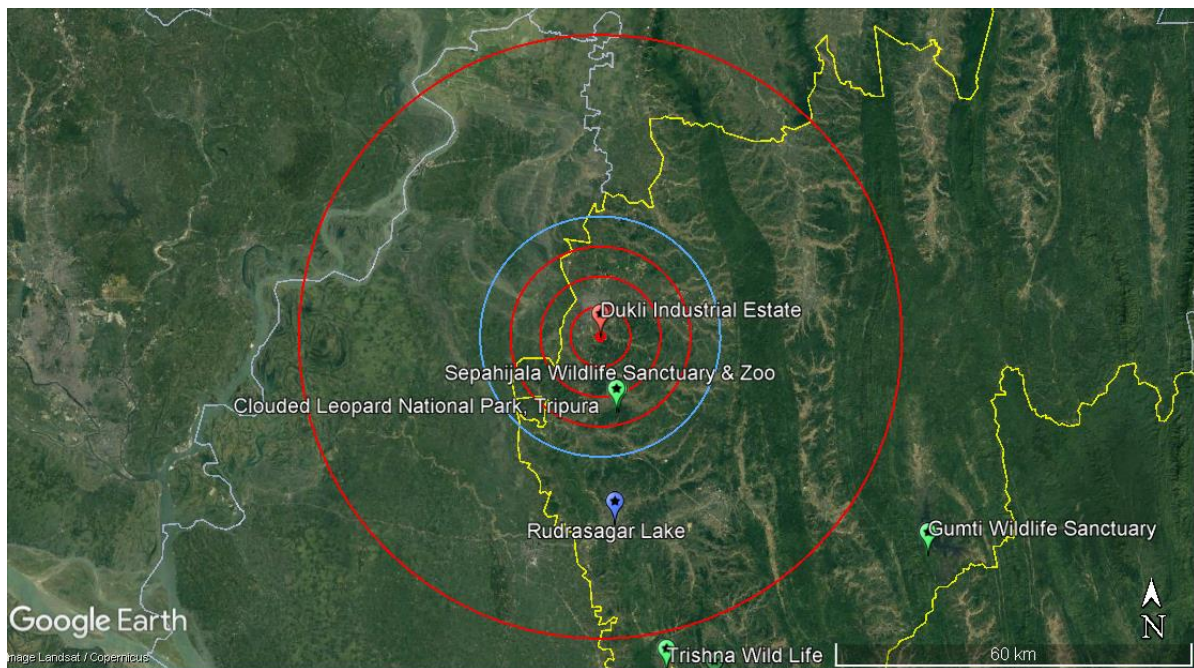 Dukli Industrial Estate
Sepahijala Wildlife Sanctuary & Zoo
Clouded Leopard National Park, Tripura
Rudrasagar Lake
Gumti Wildlife Sanctuary
Google Earth
N
mage Landsat / Copernicus
Trishna Wild Life
60 km